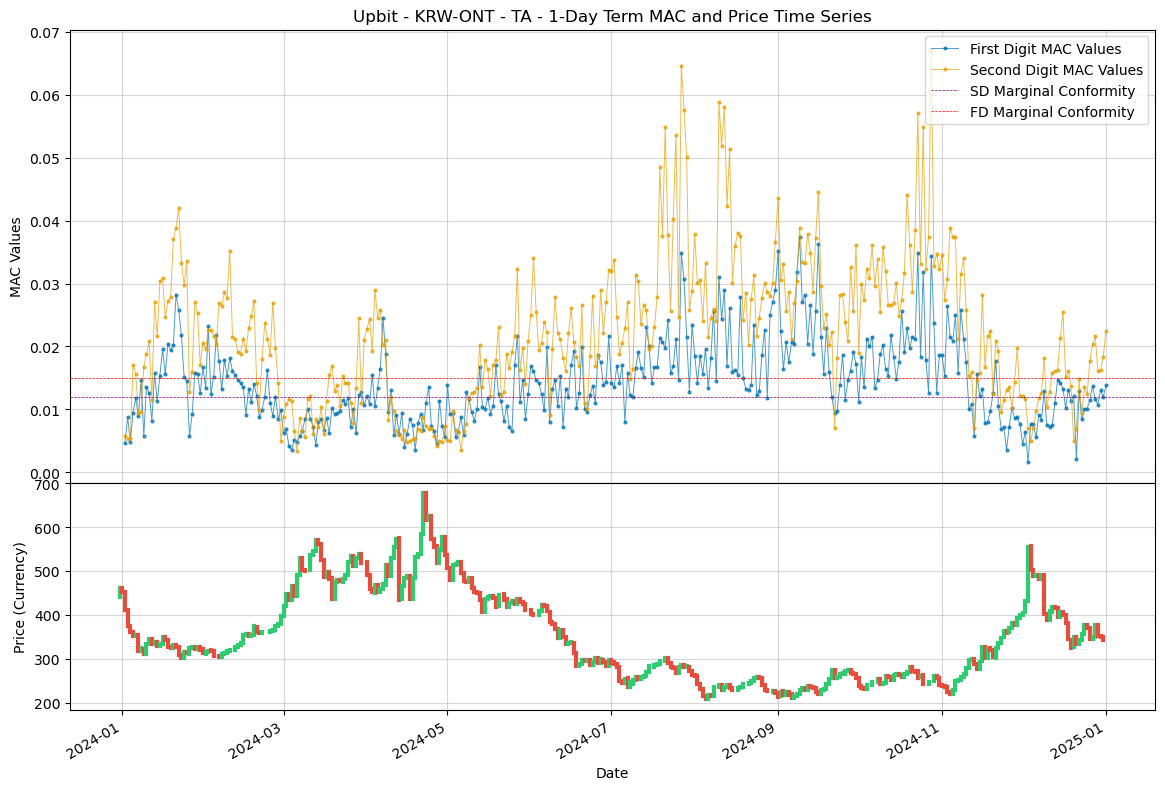 Upbit - KRW-ONT - TA - 1-Day Term MAC and Price Time Series
First Digit MAC Values
Second Digit MAC Values
SD Marginal Conformity
FD Marginal Conformity
MAC Values
0.07
0.06
0.05
0.04
0.03
0.02
0.01
0.00
Price (Currency)
700
600
500
400
300
200
2024-01
2024-03
2024-05
2024-07
2024-09
2024-11
2025-01
Date